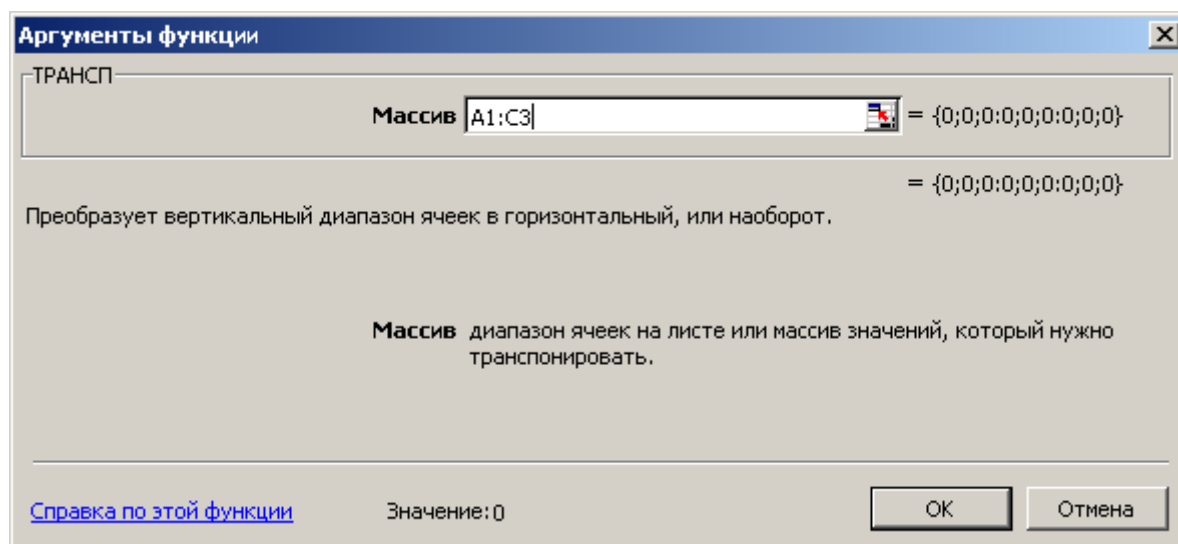 Аргументы функции
ТРАНСП
Массив A1:C3 = {0;0;0:0;0;0:0;0;0}
= {0;0;0:0;0;0:0;0;0}
Преобразует вертикальный диапазон ячеек в горизонтальный, или наоборот.
Массив диапазон ячеек на листе или массив значений, который нужно
транспонировать.
Справка по этой функции Значение:0 ОК Отмена